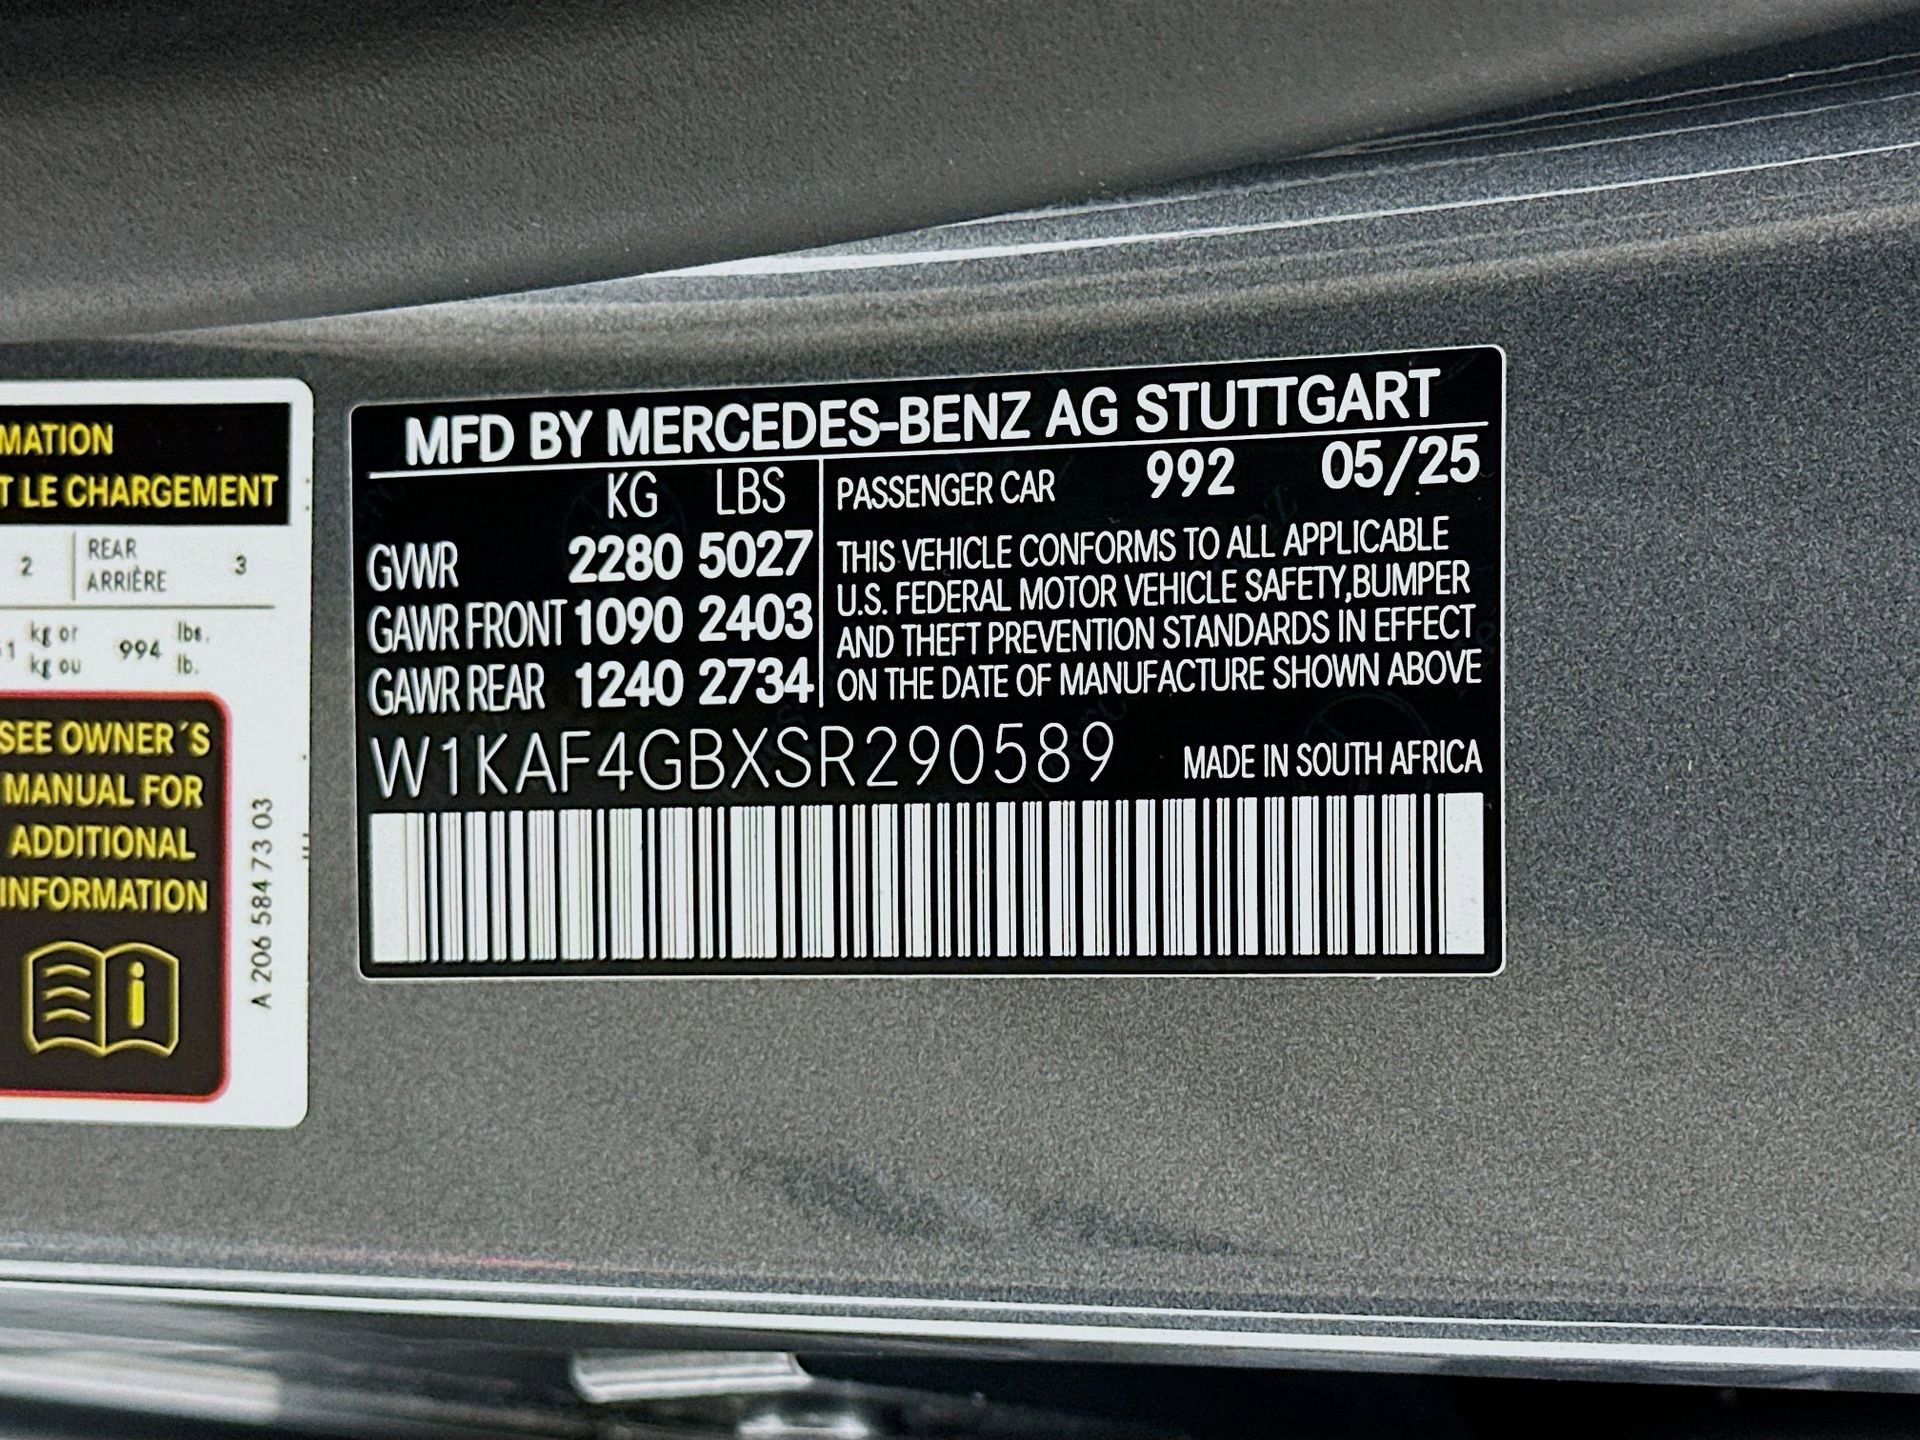 MATION
T LE CHARGEMENT
2 REAR 3
ARRIÈRE
1 kg or 994 lbs.
kg ou lb.
SEE OWNER´S
MANUAL FOR
ADDITIONAL
INFORMATION
A 206 584 73 03
MFD BY MERCEDES-BENZ AG STUTTGART
KG LBS
GVWR 2280 5027
GAWR FRONT 1090 2403
GAWR REAR 1240 2734
PASSENGER CAR 992 05/25
THIS VEHICLE CONFORMS TO ALL APPLICABLE
U.S. FEDERAL MOTOR VEHICLE SAFETY,BUMPER
AND THEFT PREVENTION STANDARDS IN EFFECT
ON THE DATE OF MANUFACTURE SHOWN ABOVE
W1KAF4GBXSR290589 MADE IN SOUTH AFRICA